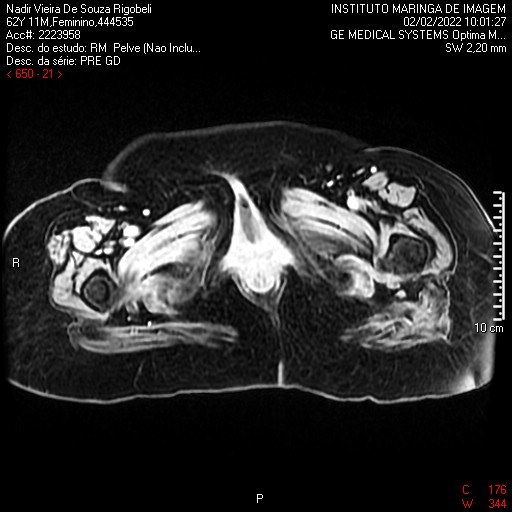 Nadir Vieira De Souza Rigobeli
62Y 11M,Feminino,444535
Acc#: 2223958
Desc. do estudo: RM  Pelve (Nao Inclu...
Desc. da série: PRE GD
< 650 - 21 >
INSTITUTO MARINGA DE IMAGEM
02/02/2022 10:01:27
GE MEDICAL SYSTEMS Optima M...
SW 2,20 mm
R
10 cm
P
C 176
W 344